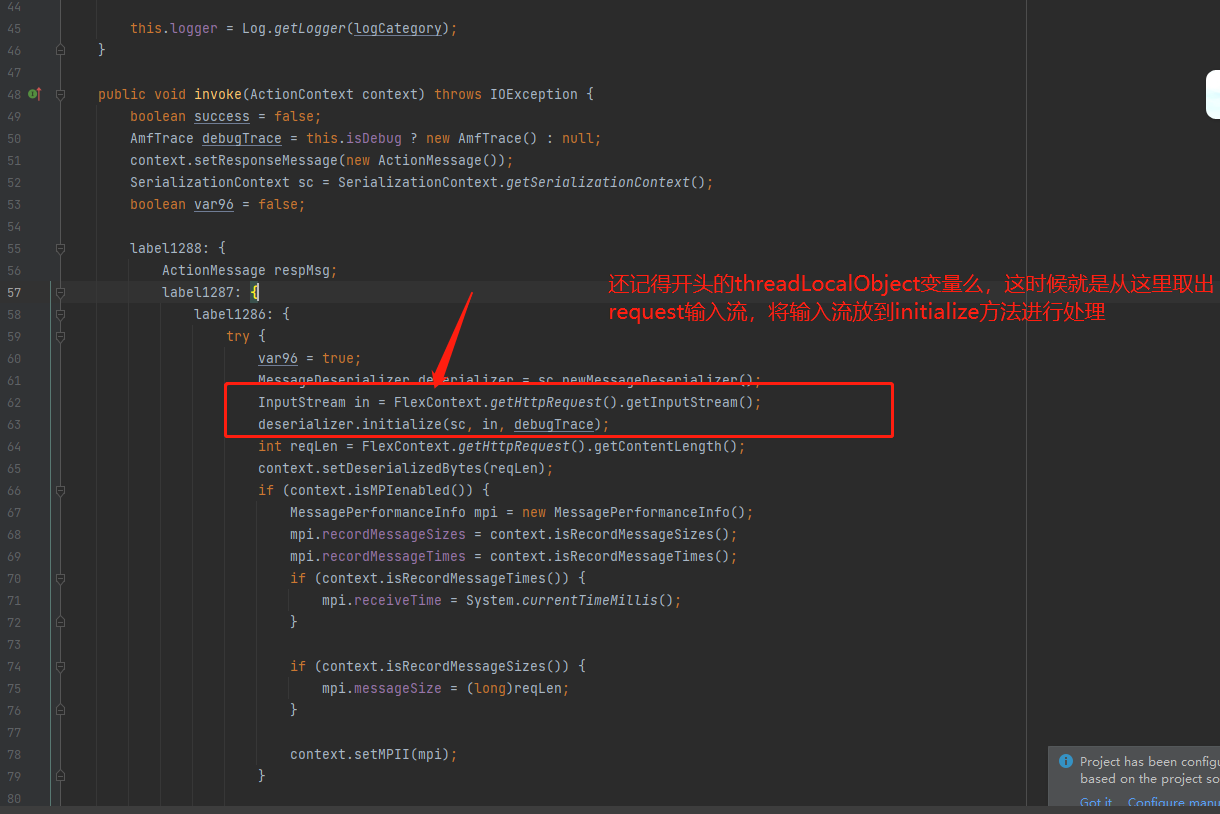 44
45 this.logger = Log.getLogger(logCategory);
46 }
47
48 public void invoke(ActionContext context) throws IOException {
49 boolean success = false;
50 AmfTrace debugTrace = this.isDebug ? new AmfTrace() : null;
51 context.setResponseMessage(new ActionMessage());
52 SerializationContext sc = SerializationContext.getSerializationContext();
53 boolean var96 = false;
54
55 label1288: {
56 ActionMessage respMsg;
57 label1287: {
还记得开头的threadLocalObject变量么，这时候就是从这里取出
request输入流，将输入流放到initialize方法进行处理
58 label1286: {
59 try {
60 var96 = true;
61 MessageDeserializer deserializer = sc.newMessageDeserializer();
62 InputStream in = FlexContext.getHttpRequest().getInputStream();
63 deserializer.initialize(sc, in, debugTrace);
64 int reqLen = FlexContext.getHttpRequest().getContentLength();
65 context.setDeserializedBytes(reqLen);
66 if (context.isMPIenabled()) {
67 MessagePerformanceInfo mpi = new MessagePerformanceInfo();
68 mpi.recordMessageSizes = context.isRecordMessageSizes();
69 mpi.recordMessageTimes = context.isRecordMessageTimes();
70 if (context.isRecordMessageTimes()) {
71 mpi.receiveTime = System.currentTimeMillis();
72 }
73
74 if (context.isRecordMessageSizes()) {
75 mpi.messageSize = (long)reqLen;
76 }
77
78 context.setMPII(mpi);
79 }
80
Project has been configu
based on the project so
Got it Configure manu